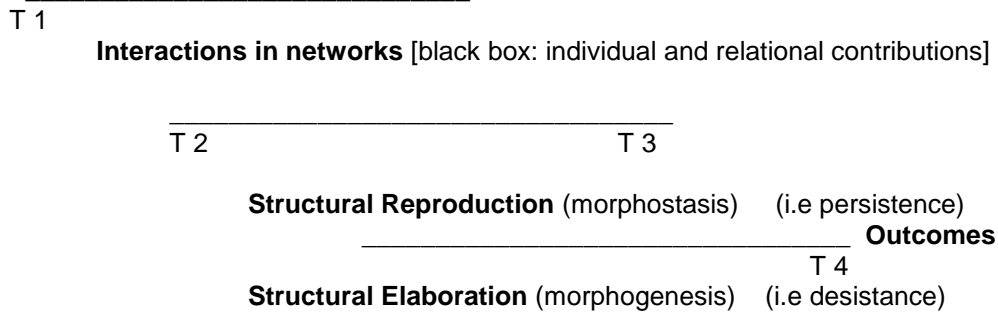 T 1
Interactions in networks [black box: individual and relational contributions]
T 2 T 3
Structural Reproduction (morphostasis) (i.e persistence)
Outcomes
T 4
Structural Elaboration (morphogenesis) (i.e desistance)